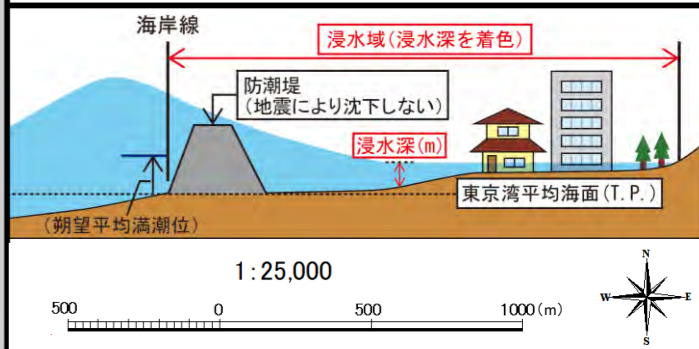 海岸線
浸水域(浸水深を着色)
防潮堤
(地震により沈下しない)
浸水深(m)
東京湾平均海面(T.P.)
(朔望平均満潮位)
1:25,000
500 0 500 1000(m)
N
W E
S